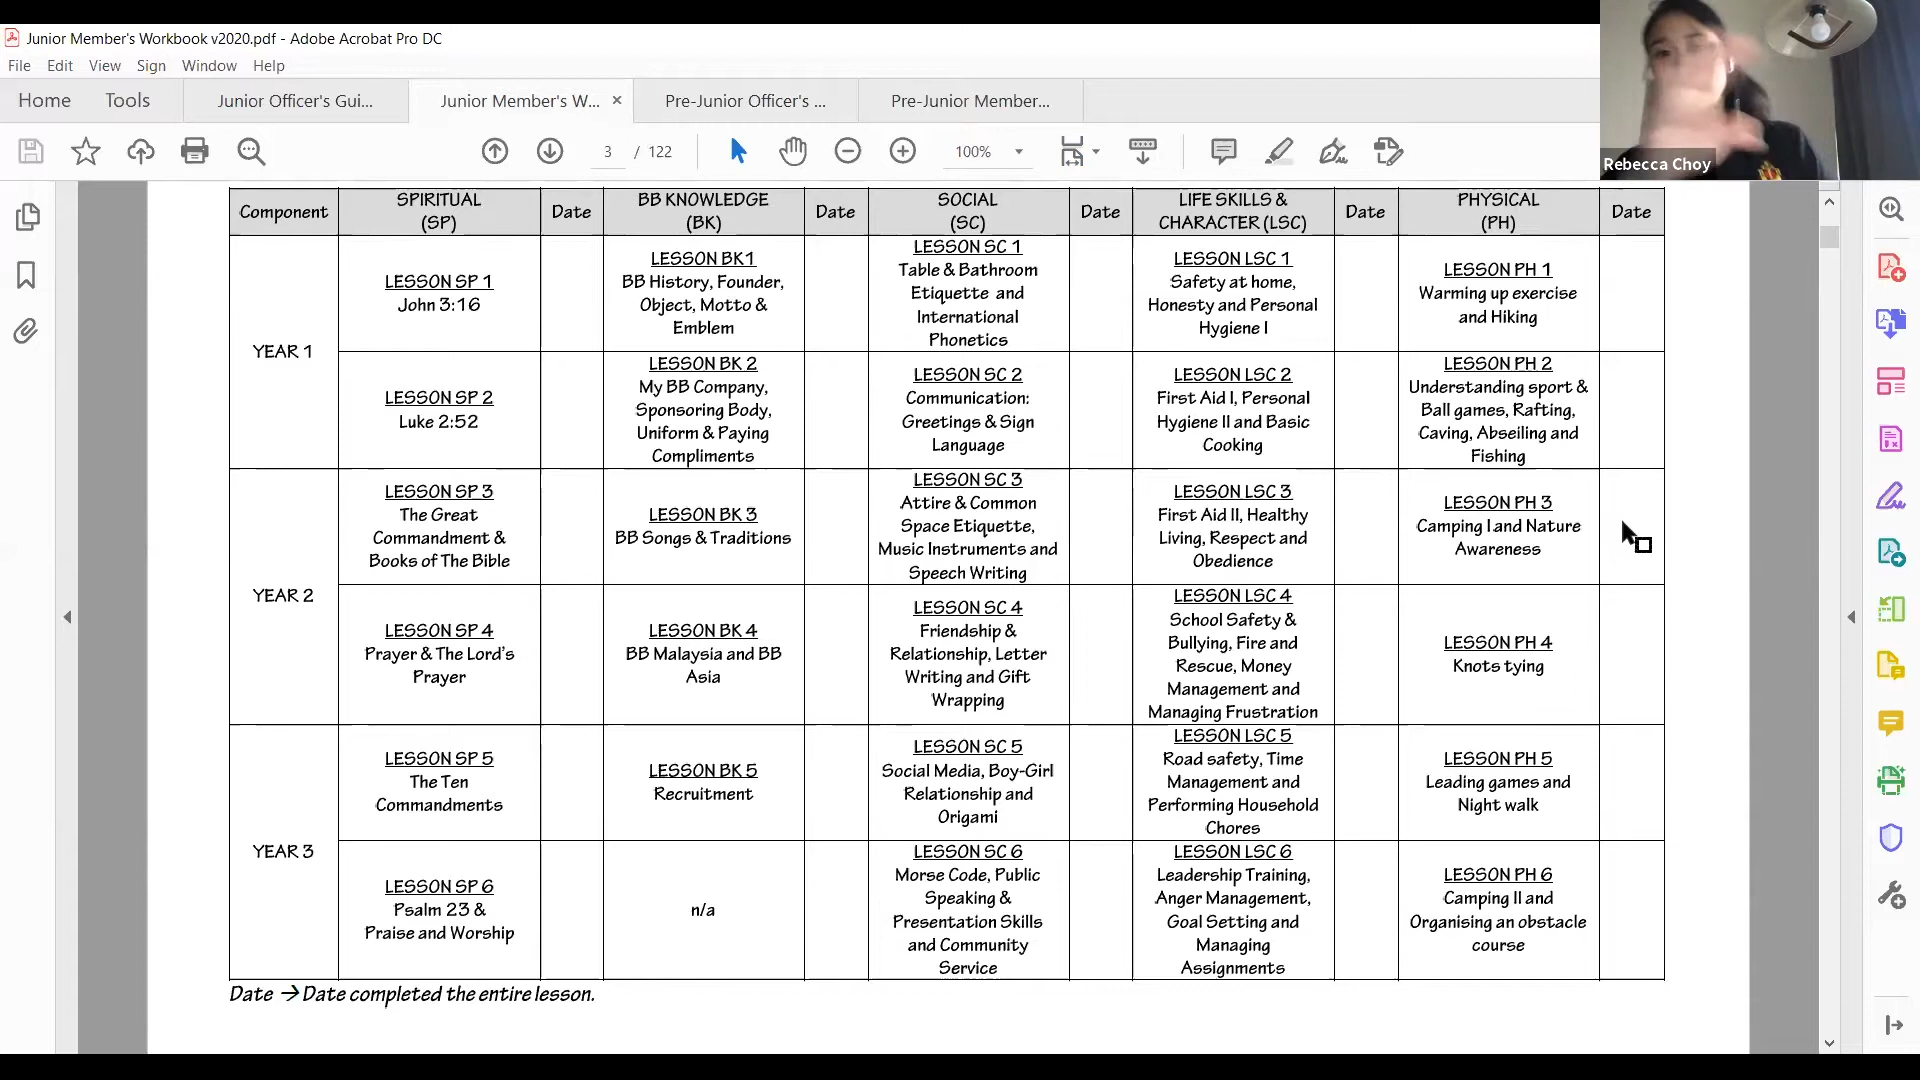 Junior Member's Workbook v2020.pdf - Adobe Acrobat Pro DC
File Edit View Sign Window Help
Home Tools Junior Officer's Gui... Junior Member's W... × Pre-Junior Officer's ... Pre-Junior Member...
3 / 122 100%
Rebecca Choy
Component
SPIRITUAL
(SP)
Date
BB KNOWLEDGE
(BK)
Date
SOCIAL
(SC)
Date
LIFE SKILLS &
CHARACTER (LSC)
Date
PHYSICAL
(PH)
Date
YEAR 1
LESSON SP 1
John 3:16
LESSON BK1
BB History, Founder,
Object, Motto &
Emblem
LESSON SC 1
Table & Bathroom
Etiquette and
International
Phonetics
LESSON LSC 1
Safety at home,
Honesty and Personal
Hygiene I
LESSON PH 1
Warming up exercise
and Hiking
LESSON SP 2
Luke 2:52
LESSON BK 2
My BB Company,
Sponsoring Body,
Uniform & Paying
Compliments
LESSON SC 2
Communication:
Greetings & Sign
Language
LESSON LSC 2
First Aid I, Personal
Hygiene II and Basic
Cooking
LESSON PH 2
Understanding sport &
Ball games, Rafting,
Caving, Abseiling and
Fishing
YEAR 2
LESSON SP 3
The Great
Commandment &
Books of The Bible
LESSON BK 3
BB Songs & Traditions
LESSON SC 3
Attire & Common
Space Etiquette,
Music Instruments and
Speech Writing
LESSON LSC 3
First Aid II, Healthy
Living, Respect and
Obedience
LESSON PH 3
Camping I and Nature
Awareness
LESSON SP 4
Prayer & The Lord's
Prayer
LESSON BK 4
BB Malaysia and BB
Asia
LESSON SC 4
Friendship &
Relationship, Letter
Writing and Gift
Wrapping
LESSON LSC 4
School Safety &
Bullying, Fire and
Rescue, Money
Management and
Managing Frustration
LESSON PH 4
Knots tying
YEAR 3
LESSON SP 5
The Ten
Commandments
LESSON BK 5
Recruitment
LESSON SC 5
Social Media, Boy-Girl
Relationship and
Origami
LESSON LSC 5
Road safety, Time
Management and
Performing Household
Chores
LESSON PH 5
Leading games and
Night walk
LESSON SP 6
Psalm 23 &
Praise and Worship
n/a
LESSON SC 6
Morse Code, Public
Speaking &
Presentation Skills
and Community
Service
LESSON LSC 6
Leadership Training,
Anger Management,
Goal Setting and
Managing
Assignments
LESSON PH 6
Camping II and
Organising an obstacle
course
Date → Date completed the entire lesson.